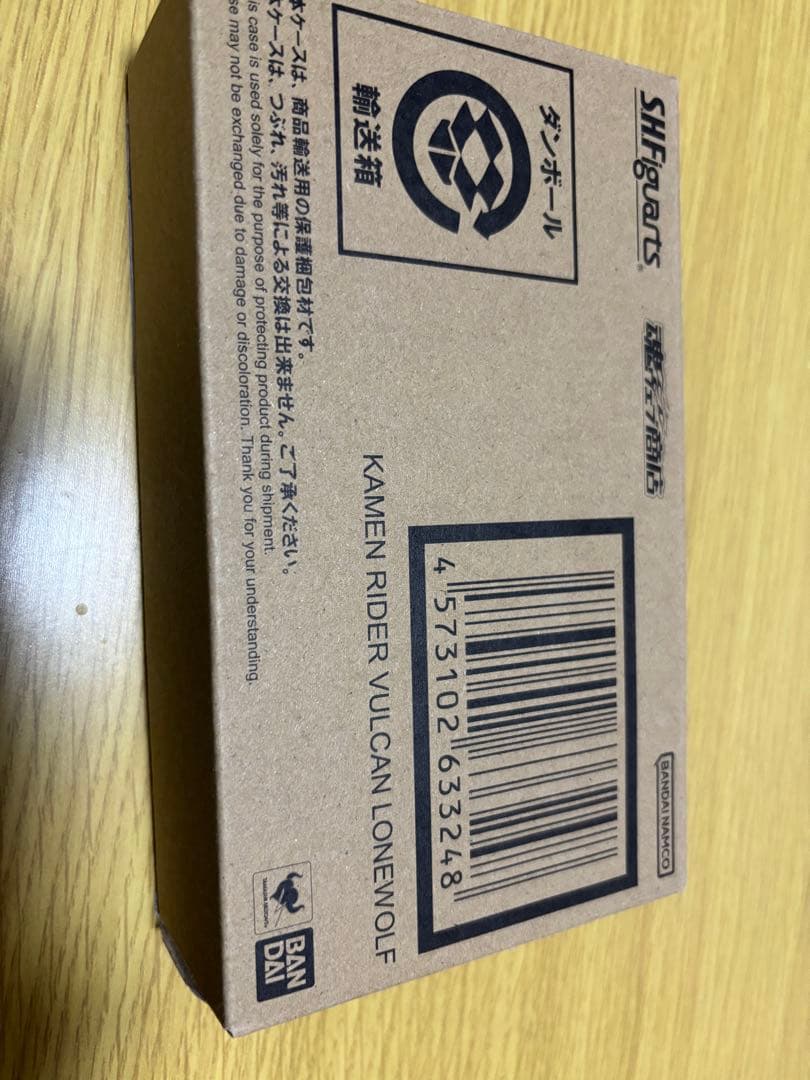 S.H.Figuarts®
魂ウェブ商店
BANDAI NAMCO
ダンボール
輸送箱
4 573102 633248
KAMEN RIDER VULCAN LONEWOLF
本ケースは、商品輸送用の保護梱包材です。
本ケースは、つぶれ、汚れ等による交換は出来ません。ご了承ください。
is case is used solely for the purpose of protecting product during shipment.
se may not be exchanged due to damage or discoloration. Thank you for your understanding.
BAN
DAI